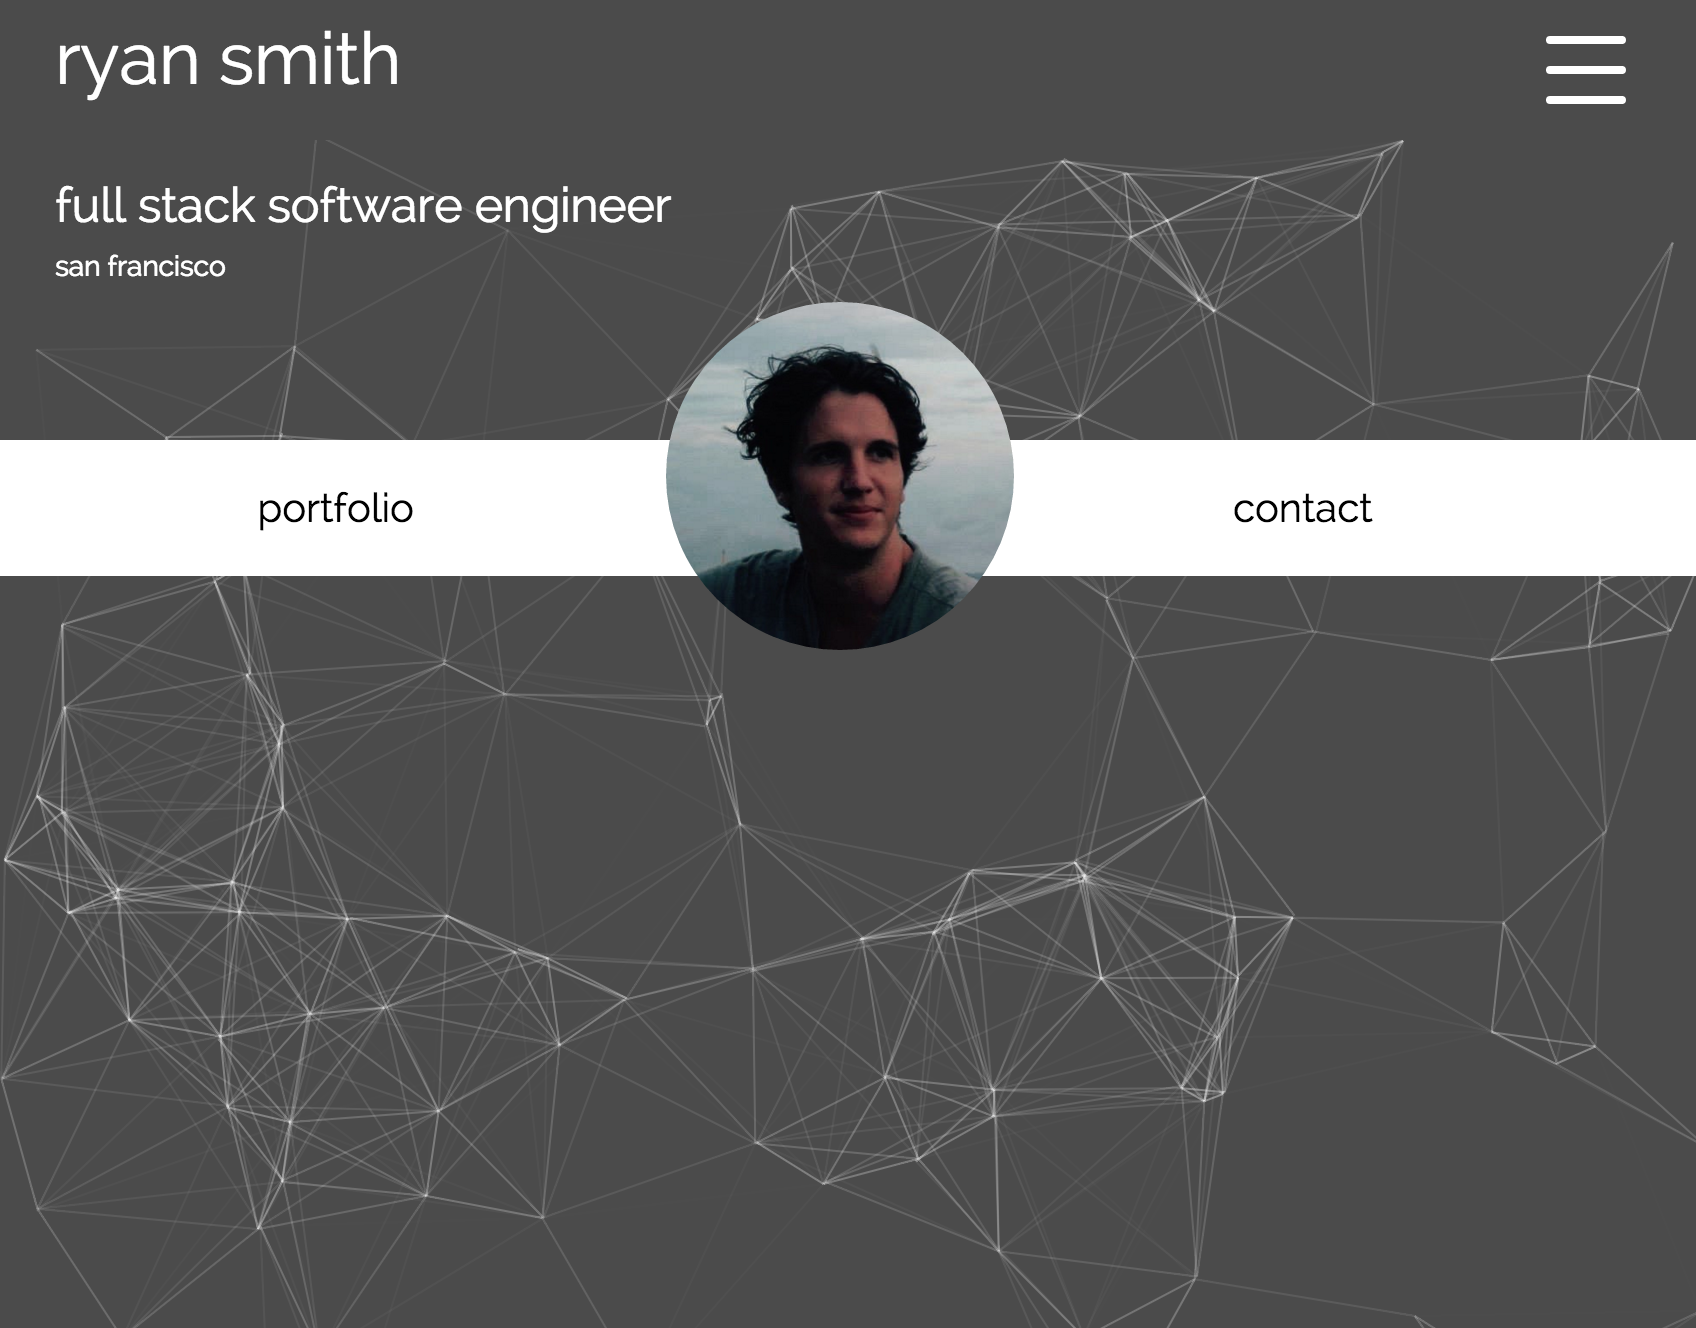 ryan smith
full stack software engineer
san francisco
portfolio
contact